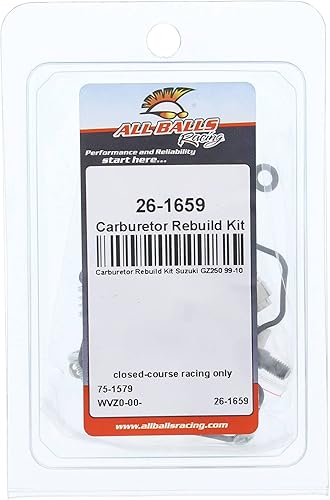 ALL BALLS
Racing
Performance and Reliability
start here...
26-1659
Carburetor Rebuild Kit
Carburetor Rebuild Kit Suzuki GZ250 99-10
closed-course racing only
75-1579
WVZ0-00- 26-1659
www.allballsracing.com